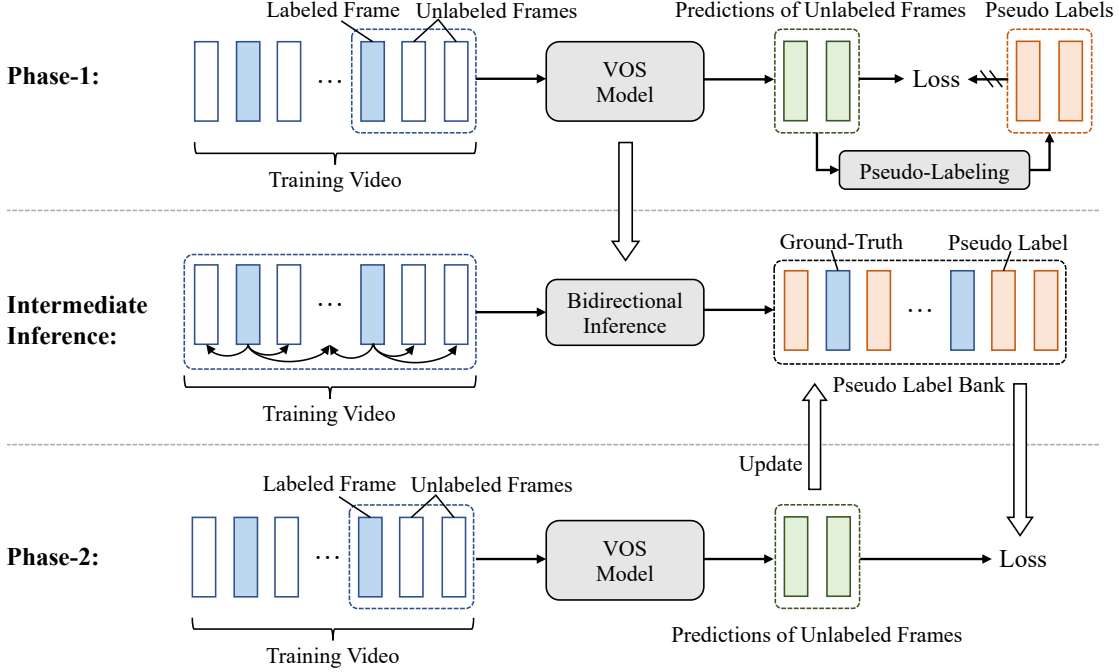 Labeled Frame
Unlabeled Frames
Predictions of Unlabeled Frames
Pseudo Labels
Phase-1:
...
VOS
Model
Loss
Training Video
Pseudo-Labeling
Ground-Truth
Pseudo Label
Intermediate
Inference:
...
Bidirectional
Inference
...
Training Video
Pseudo Label Bank
Update
Labeled Frame
Unlabeled Frames
Phase-2:
...
VOS
Model
Loss
Training Video
Predictions of Unlabeled Frames